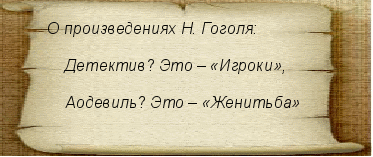 О произведениях Н. Гоголя:
Детектив? Это – «Игроки»,
Аодевиль? Это – «Женитьба»